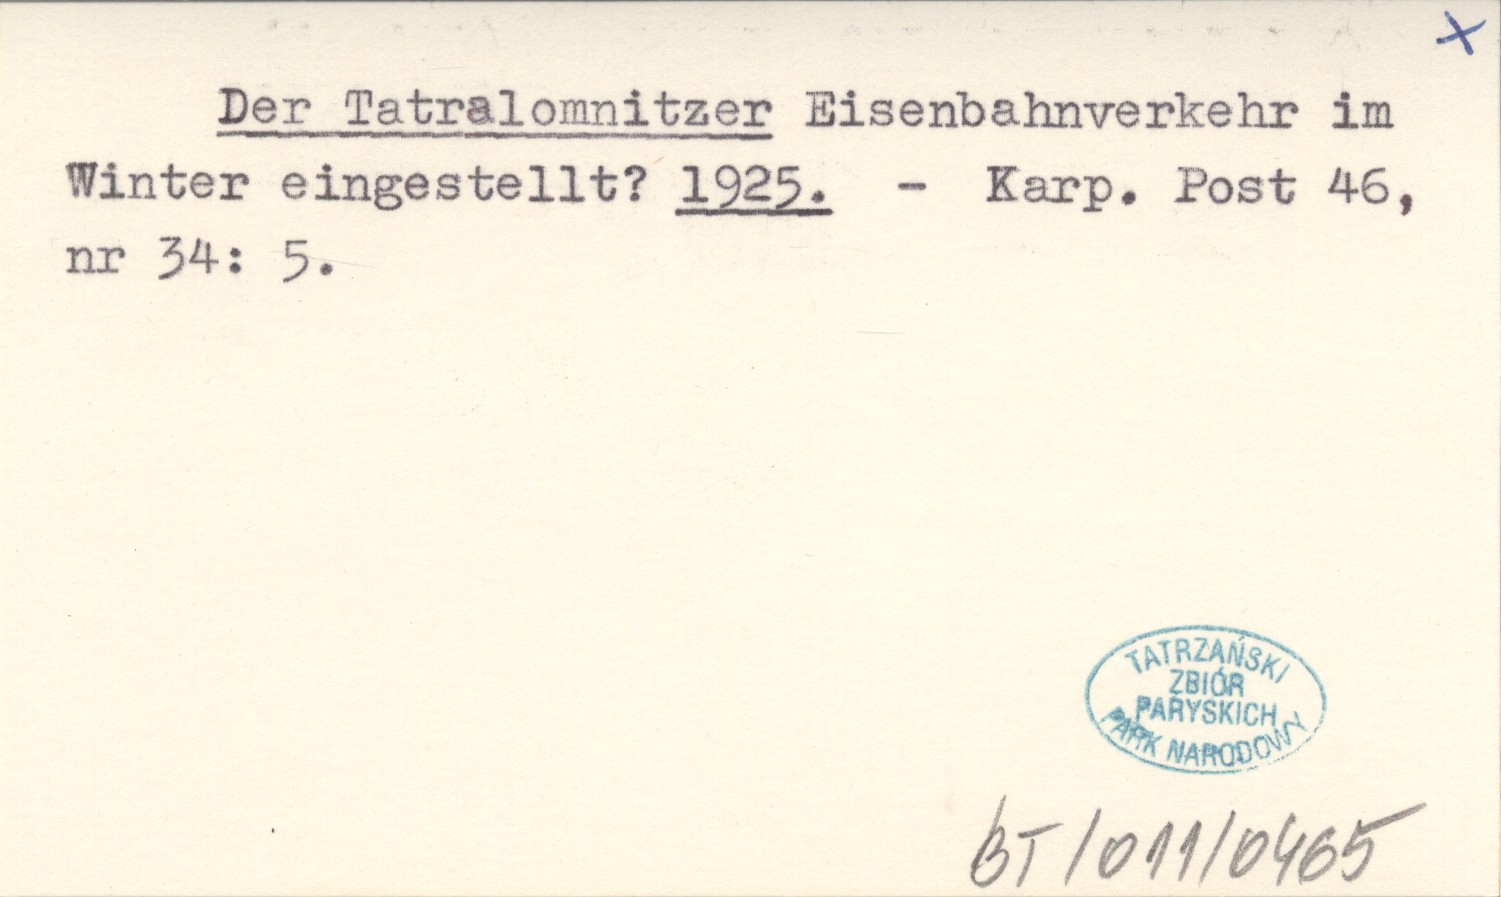 x
Der Tatralomnitzer Eisenbahnverkehr im
Winter eingestellt? 1925. - Karp. Post 46,
nr 34: 5.
TATRZAŃSKI
ZBIÓR
PARYSKICH
PARK NARODOWY
BT/011/0465